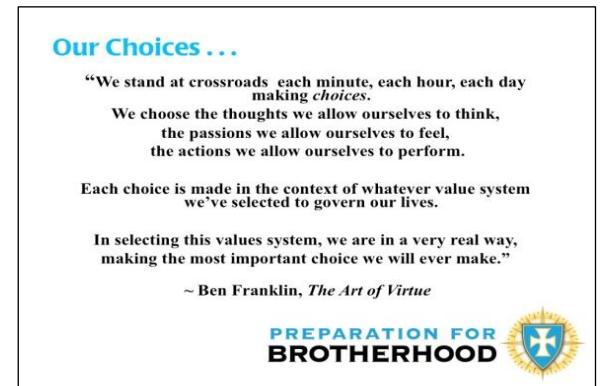 Our Choices . . .
“We stand at crossroads each minute, each hour, each day
making choices.
We choose the thoughts we allow ourselves to think,
the passions we allow ourselves to feel,
the actions we allow ourselves to perform.
Each choice is made in the context of whatever value system
we’ve selected to govern our lives.
In selecting this values system, we are in a very real way,
making the most important choice we will ever make.”
~ Ben Franklin, The Art of Virtue
PREPARATION FOR
BROTHERHOOD